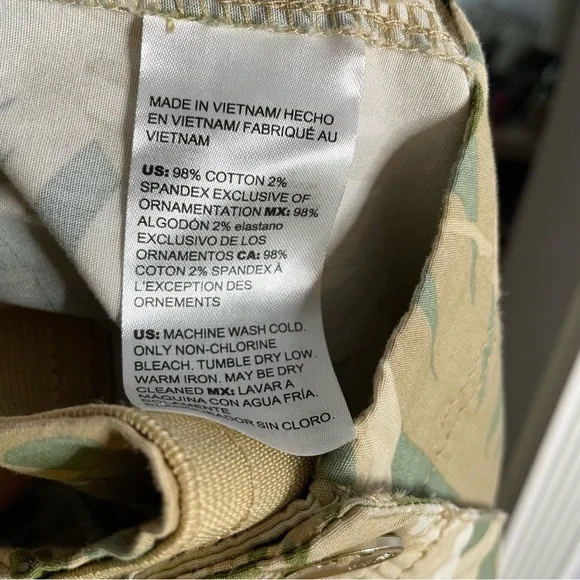 MADE IN VIETNAM/ HECHO
EN VIETNAM/ FABRIQUÉ AU
VIETNAM
US: 98% COTTON 2%
SPANDEX EXCLUSIVE OF
ORNAMENTATION MX: 98%
ALGODÓN 2% elastano
EXCLUSIVO DE LOS
ORNAMENTOS CA: 98%
COTON 2% SPANDEX À
L'EXCEPTION DES
ORNEMENTS
US: MACHINE WASH COLD.
ONLY NON-CHLORINE
BLEACH. TUMBLE DRY LOW.
WARM IRON. MAY BE DRY
CLEANED MX: LAVAR A
MÁQUINA CON AGUA FRÍA.
SOLAMENTE
SIN CLORO.